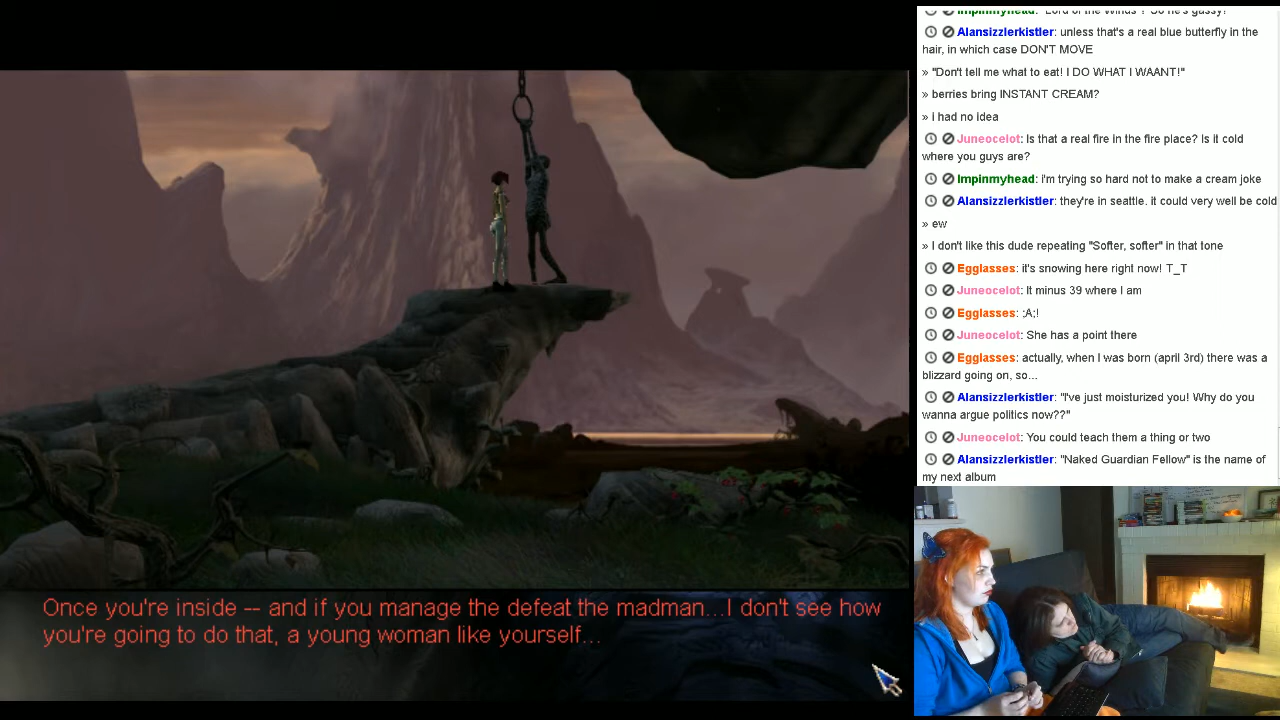 Impinmyhead: "Lord of the Winds"? So he's gassy?
Alansizzlerkistler: unless that's a real blue butterfly in the
hair, in which case DON'T MOVE
» "Don't tell me what to eat! I DO WHAT I WAANT!"
» berries bring INSTANT CREAM?
» i had no idea
Juneocelot: Is that a real fire in the fire place? Is it cold
where you guys are?
Impinmyhead: I'm trying so hard not to make a cream joke
Alansizzlerkistler: they're in seattle. it could very well be cold
» ew
» I don't like this dude repeating "Softer, softer" in that tone
Egglasses: it's snowing here right now! T_T
Juneocelot: It minus 39 where I am
Egglasses: ;A;!
Juneocelot: She has a point there
Egglasses: actually, when I was born (april 3rd) there was a
blizzard going on, so...
Alansizzlerkistler: "I've just moisturized you! Why do you
wanna argue politics now??"
Juneocelot: You could teach them a thing or two
Alansizzlerkistler: "Naked Guardian Fellow" is the name of
my next album
Once you're inside -- and if you manage the defeat the madman...I don't see how
you're going to do that, a young woman like yourself...